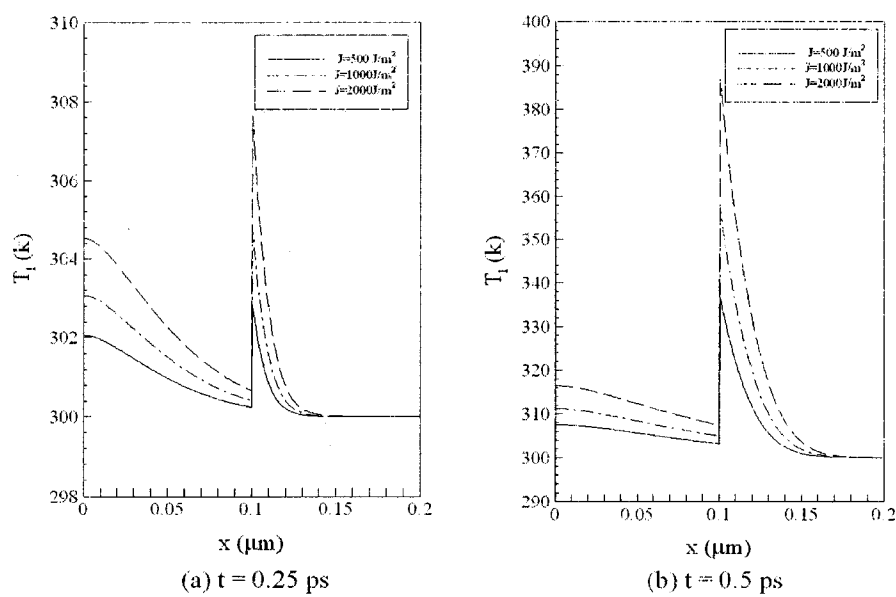 310
308
306
304
302
300
298
T₁ (k)
J=500 J/m²
J=1000J/m²
J=2000J/m²
0
0.05
0.1
0.15
0.2
x (μm)
(a) t = 0.25 ps
400
390
380
370
360
350
340
330
320
310
300
290
T₁ (k)
J=500 J/m²
J=1000J/m²
J=2000J/m²
0
0.05
0.1
0.15
0.2
x (μm)
(b) t = 0.5 ps